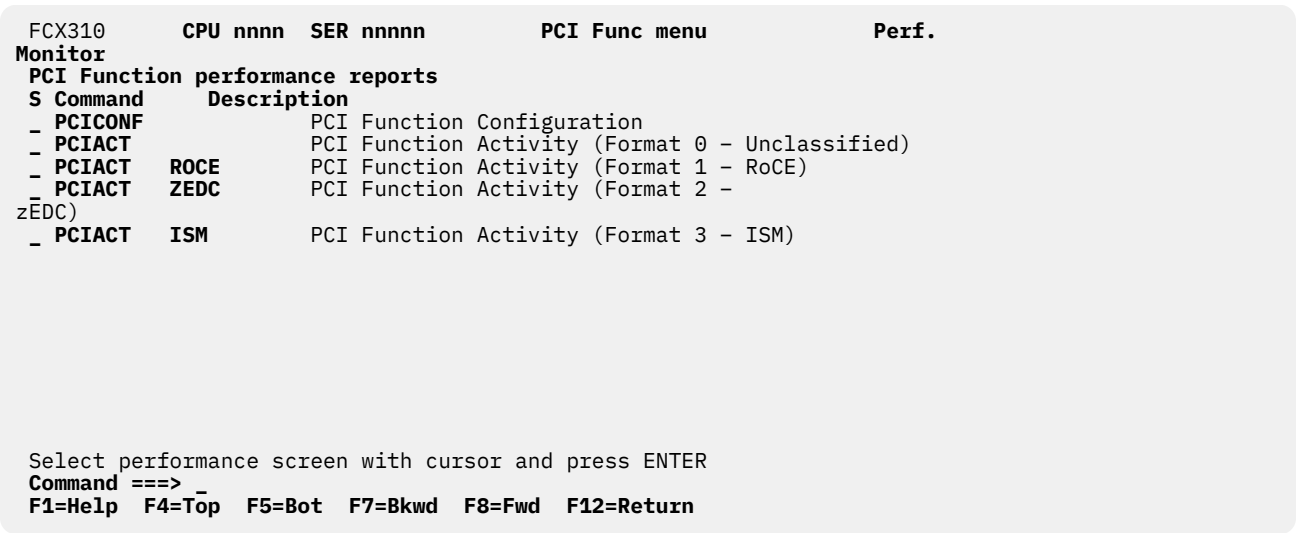 FCX310      CPU nnnn  SER nnnnn         PCI Func menu             Perf.
Monitor
PCI Function performance reports
S Command     Description
_ PCICONF             PCI Function Configuration
_ PCIACT              PCI Function Activity (Format 0 – Unclassified)
_ PCIACT   ROCE       PCI Function Activity (Format 1 – RoCE)
_ PCIACT   ZEDC       PCI Function Activity (Format 2 –
zEDC)
_ PCIACT   ISM        PCI Function Activity (Format 3 – ISM)
Select performance screen with cursor and press ENTER
Command ===> _
F1=Help  F4=Top  F5=Bot  F7=Bkwd  F8=Fwd  F12=Return